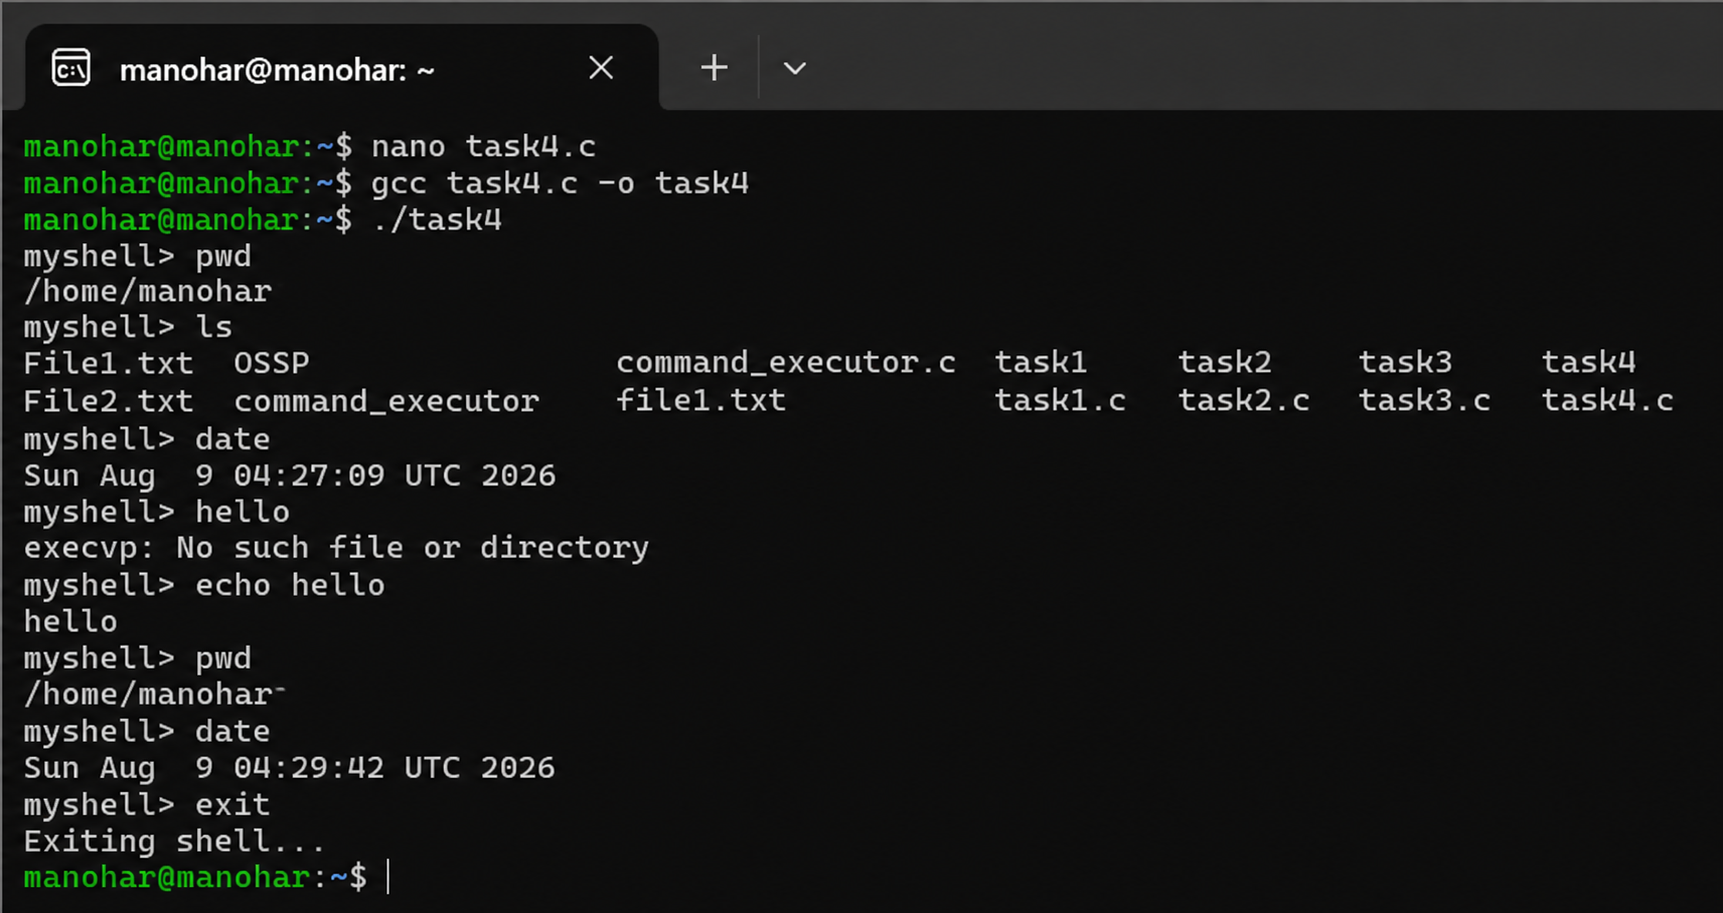 manohar@manohar: ~
manohar@manohar:~$ nano task4.c
manohar@manohar:~$ gcc task4.c -o task4
manohar@manohar:~$ ./task4
myshell> pwd
/home/manohar
myshell> ls
File1.txt  OSSP                command_executor.c  task1    task2    task3    task4
File2.txt  command_executor    file1.txt           task1.c  task2.c  task3.c  task4.c
myshell> date
Sun Aug  9 04:27:09 UTC 2026
myshell> hello
execvp: No such file or directory
myshell> echo hello
hello
myshell> pwd
/home/manohar-
myshell> date
Sun Aug  9 04:29:42 UTC 2026
myshell> exit
Exiting shell...
manohar@manohar:~$